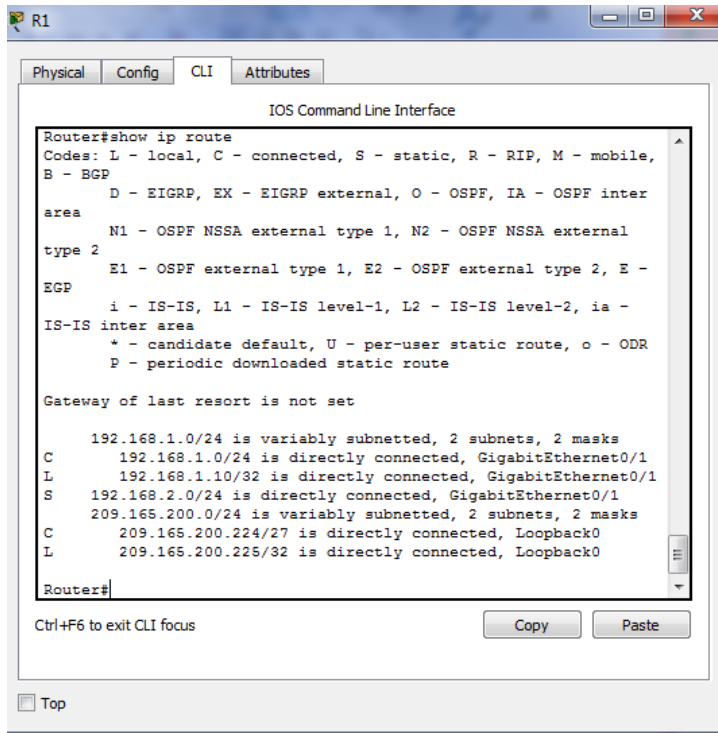 R1
Physical Config CLI Attributes
IOS Command Line Interface
Router#show ip route
Codes: L - local, C - connected, S - static, R - RIP, M - mobile,
B - BGP
D - EIGRP, EX - EIGRP external, O - OSPF, IA - OSPF inter
area
N1 - OSPF NSSA external type 1, N2 - OSPF NSSA external
type 2
E1 - OSPF external type 1, E2 - OSPF external type 2, E -
EGP
i - IS-IS, L1 - IS-IS level-1, L2 - IS-IS level-2, ia -
IS-IS inter area
* - candidate default, U - per-user static route, o - ODR
P - periodic downloaded static route
Gateway of last resort is not set
192.168.1.0/24 is variably subnetted, 2 subnets, 2 masks
C 192.168.1.0/24 is directly connected, GigabitEthernet0/1
L 192.168.1.10/32 is directly connected, GigabitEthernet0/1
S 192.168.2.0/24 is directly connected, GigabitEthernet0/1
209.165.200.0/24 is variably subnetted, 2 subnets, 2 masks
C 209.165.200.224/27 is directly connected, Loopback0
L 209.165.200.225/32 is directly connected, Loopback0
Router#
Ctrl+F6 to exit CLI focus Copy Paste
Top